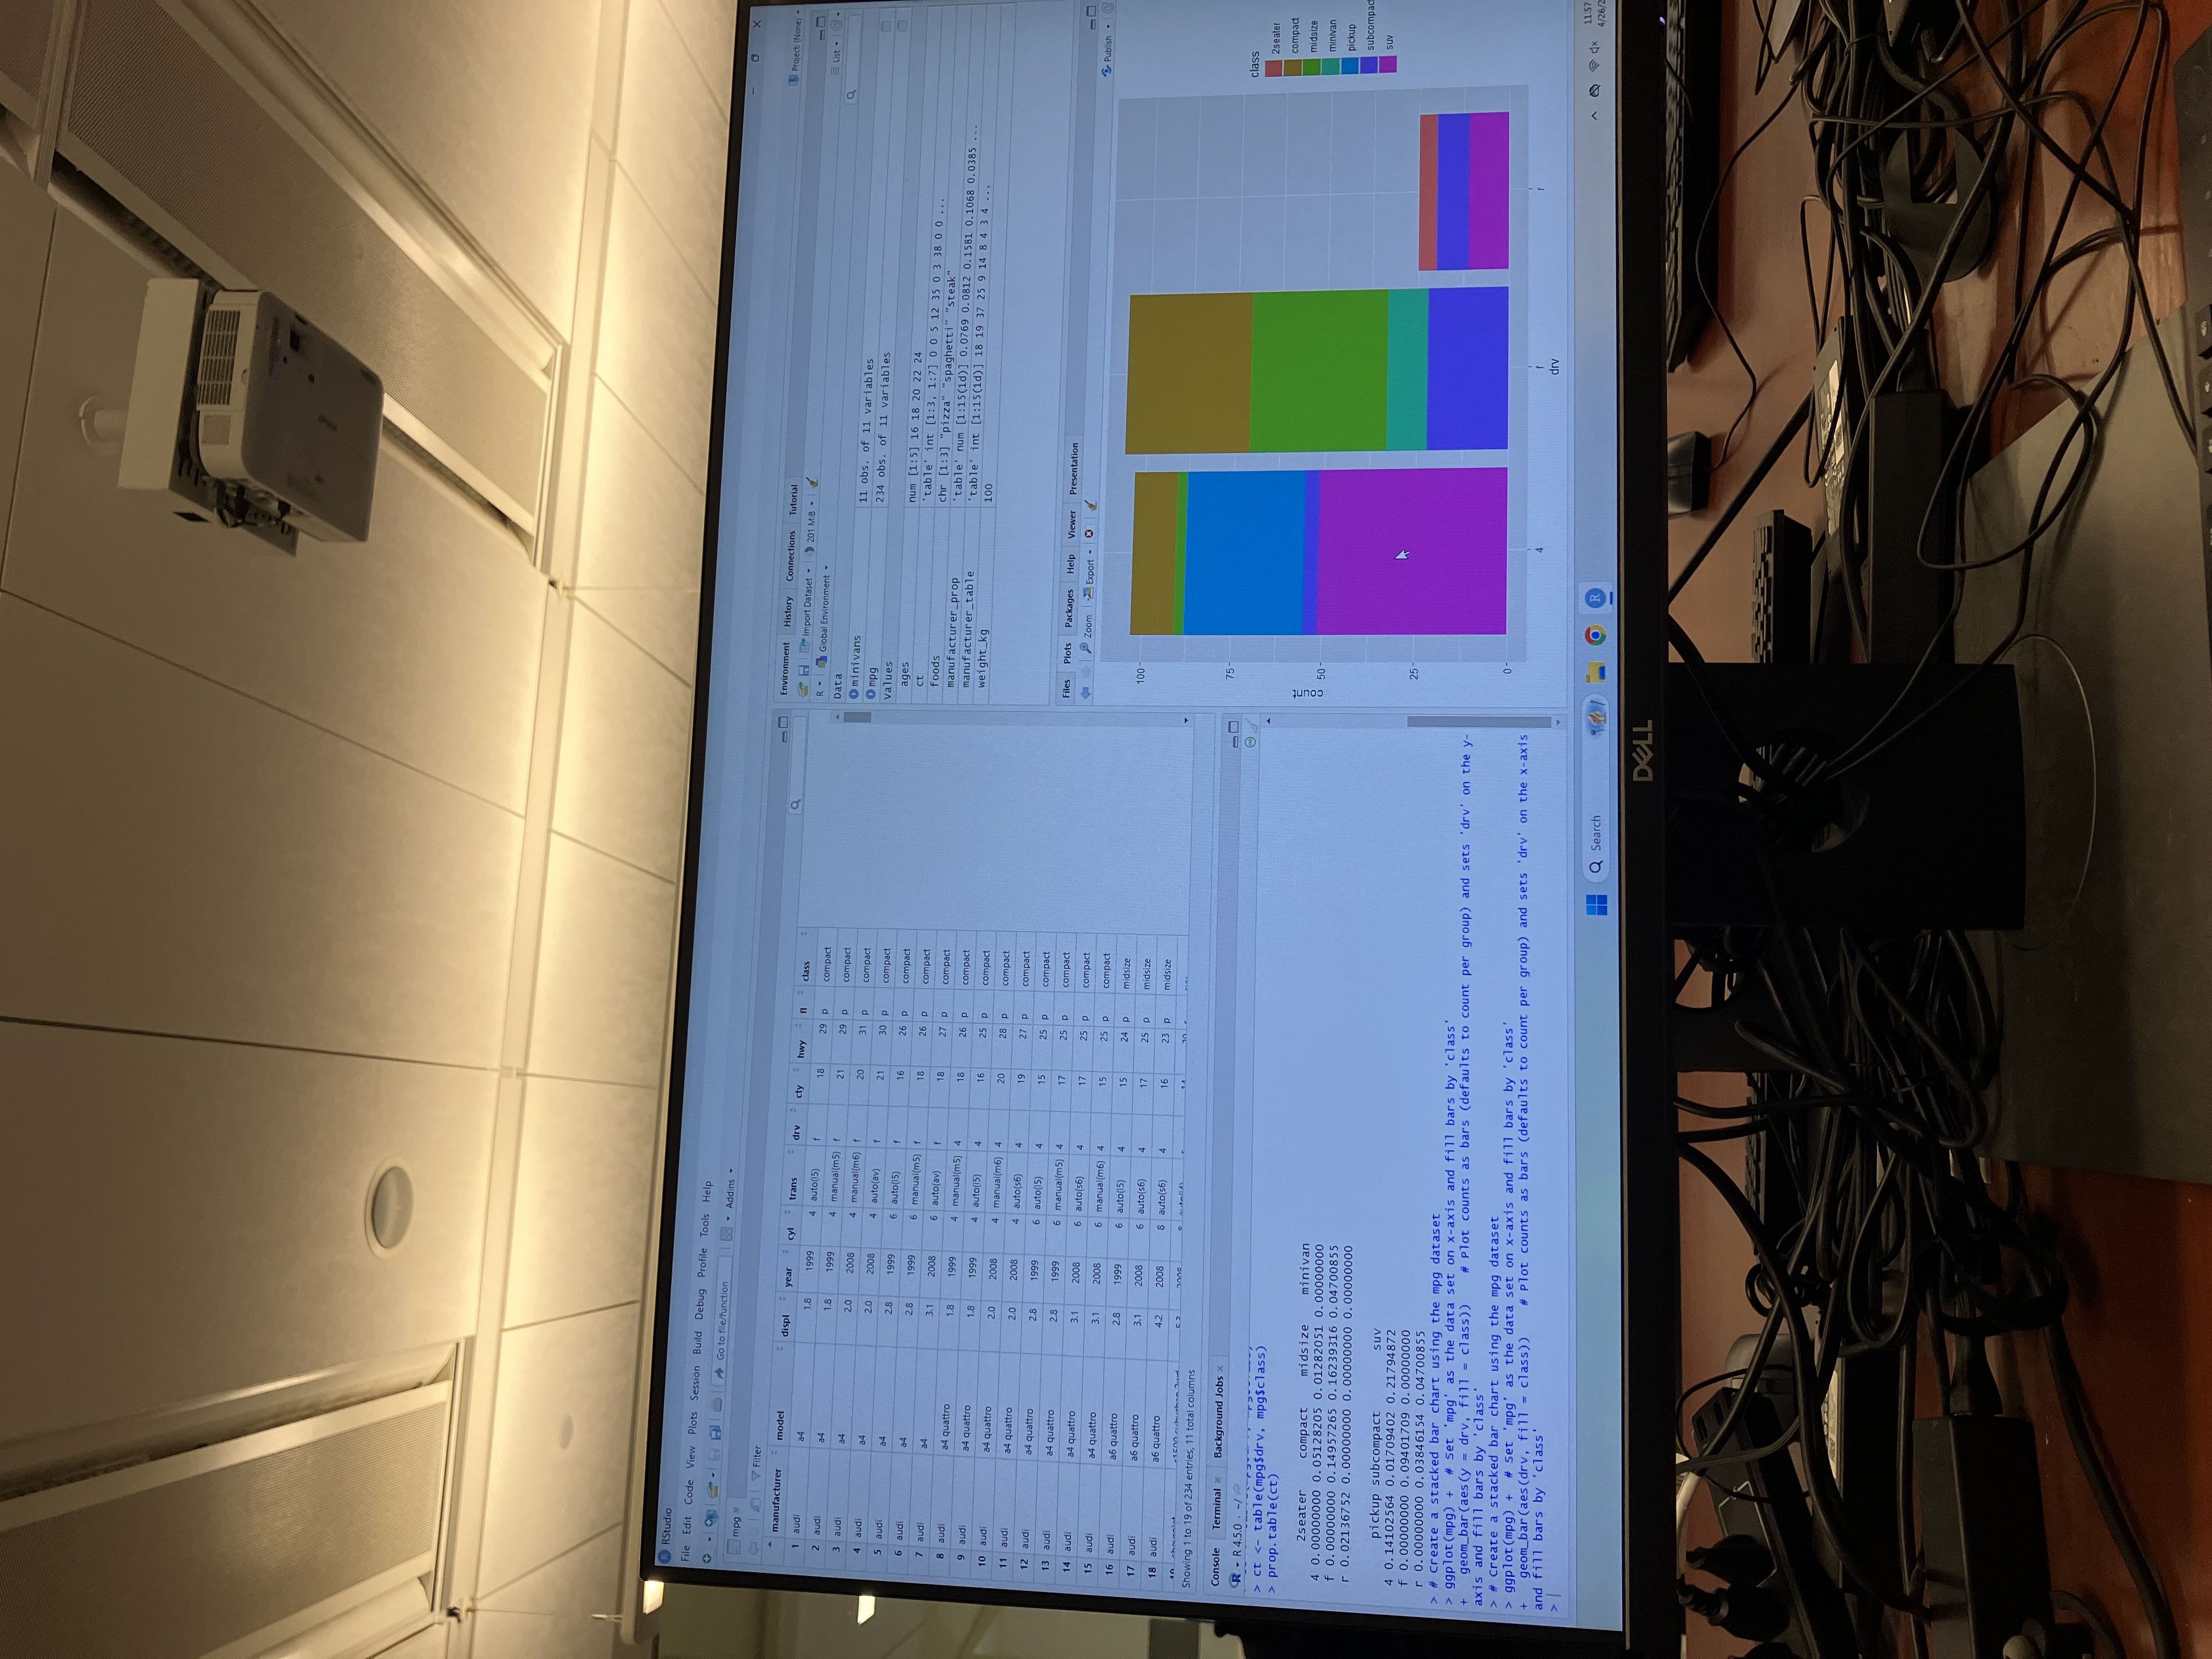 RStudio
File Edit Code View Plots Session Build Debug Profile Tools Help
Go to file/function Addins
mpg
Filter
manufacturer model displ year cyl trans drv cty hwy fl class
1 audi a4 1.8 1999 4 auto(l5) f 18 29 p compact
2 audi a4 1.8 1999 4 manual(m5) f 21 29 p compact
3 audi a4 2.0 2008 4 manual(m6) f 20 31 p compact
4 audi a4 2.0 2008 4 auto(av) f 21 30 p compact
5 audi a4 2.8 1999 6 auto(l5) f 16 26 p compact
6 audi a4 2.8 1999 6 manual(m5) f 18 26 p compact
7 audi a4 3.1 2008 6 auto(av) f 18 27 p compact
8 audi a4 quattro 1.8 1999 4 manual(m5) 4 18 26 p compact
9 audi a4 quattro 1.8 1999 4 auto(l5) 4 16 25 p compact
10 audi a4 quattro 2.0 2008 4 manual(m6) 4 20 28 p compact
11 audi a4 quattro 2.0 2008 4 auto(s6) 4 19 27 p compact
12 audi a4 quattro 2.8 1999 6 auto(l5) 4 15 25 p compact
13 audi a4 quattro 2.8 1999 6 manual(m5) 4 17 25 p compact
14 audi a4 quattro 3.1 2008 6 auto(s6) 4 17 25 p compact
15 audi a4 quattro 3.1 2008 6 manual(m6) 4 15 25 p compact
16 audi a6 quattro 2.8 1999 6 auto(l5) 4 15 24 p midsize
17 audi a6 quattro 3.1 2008 6 auto(s6) 4 17 25 p midsize
18 audi a6 quattro 4.2 2008 8 auto(s6) 4 16 23 p midsize
Showing 1 to 19 of 234 entries, 11 total columns
Console Terminal Background Jobs
R 4.5.0 · ~/
> ct <- table(mpg$drv, mpg$class)
> prop.table(ct)
2seater compact midsize minivan
4 0.00000000 0.05128205 0.01282051 0.00000000
f 0.00000000 0.14957265 0.16239316 0.04700855
r 0.02136752 0.00000000 0.00000000 0.00000000
pickup subcompact suv
4 0.14102564 0.01709402 0.21794872
f 0.00000000 0.09401709 0.00000000
r 0.00000000 0.03846154 0.04700855
> # Create a stacked bar chart using the mpg dataset
> ggplot(mpg) + # Set 'mpg' as the data set on x-axis and fill bars by 'class'
+ geom_bar(aes(y = drv, fill = class)) # Plot counts as bars (defaults to count per group) and sets 'drv' on the y-
axis and fill bars by 'class'
> # Create a stacked bar chart using the mpg dataset
> ggplot(mpg) + # Set 'mpg' as the data set on x-axis and fill bars by 'class'
+ geom_bar(aes(drv, fill = class)) # Plot counts as bars (defaults to count per group) and sets 'drv' on the x-axis
and fill bars by 'class'
>
Project: (None)
Environment History Connections Tutorial
Import Dataset 201 MiB
List
R Global Environment
Data
minivans 11 obs. of 11 variables
mpg 234 obs. of 11 variables
Values
ages num [1:5] 16 18 20 22 24
ct 'table' int [1:3, 1:7] 0 0 5 12 35 0 3 38 0 0 ...
foods chr [1:3] "pizza" "spaghetti" "steak"
manufacturer_prop 'table' num [1:15(1d)] 0.0769 0.0812 0.1581 0.1068 0.0385 ...
manufacturer_table 'table' int [1:15(1d)] 18 19 37 25 9 14 8 4 3 4 ...
weight_kg 100
Files Plots Packages Help Viewer Presentation
Zoom Export Publish
100
75
50
25
0
count
4 f r
drv
class
2seater
compact
midsize
minivan
pickup
subcompact
suv
Search
11:57
4/26/2
DELL